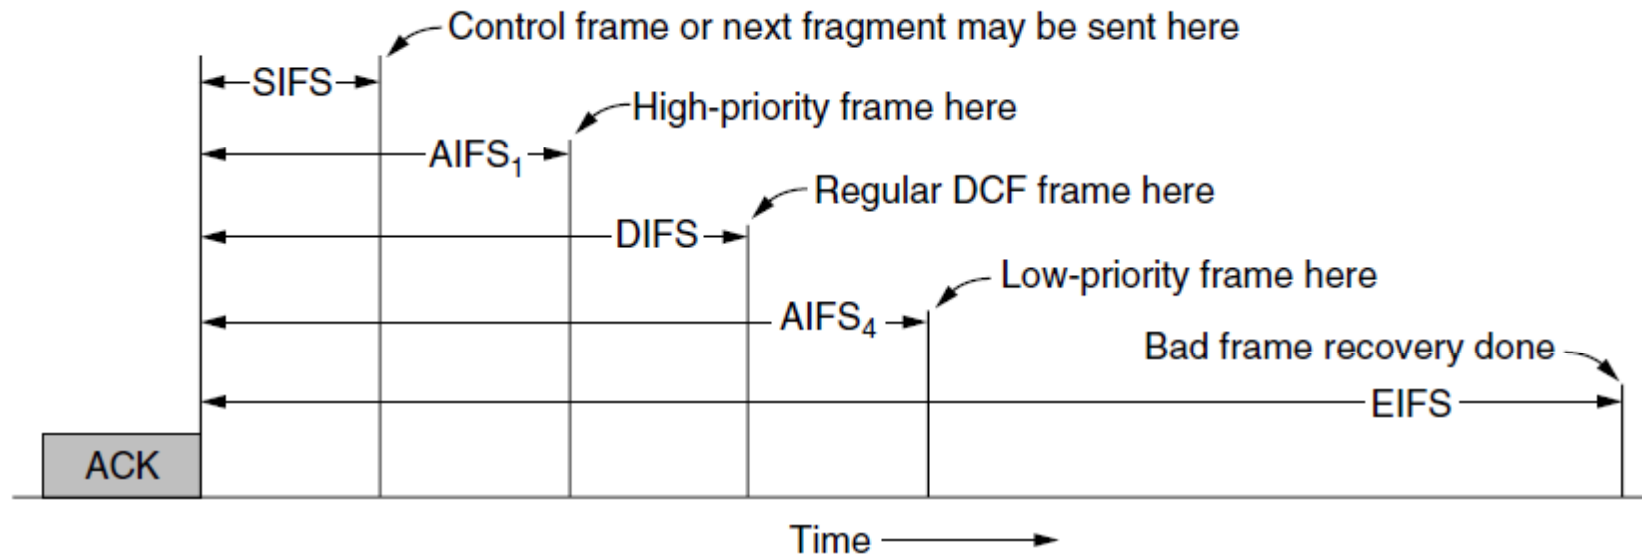 Control frame or next fragment may be sent here
SIFS
High-priority frame here
AIFS₁
Regular DCF frame here
DIFS
Low-priority frame here
AIFS₄
Bad frame recovery done
EIFS
ACK
Time